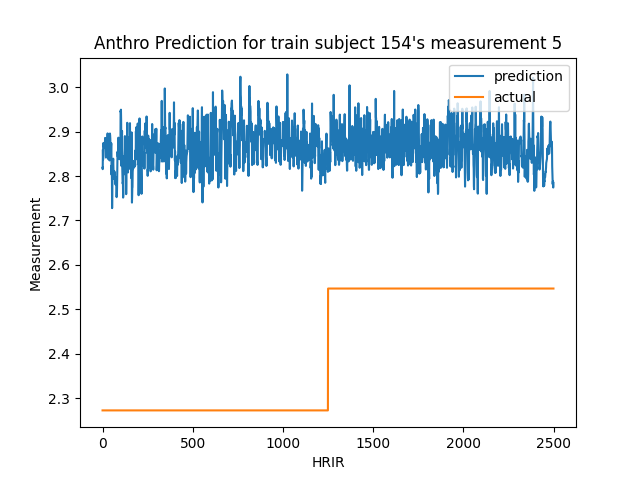 Anthro Prediction for train subject 154's measurement 5
prediction
actual
3.0
2.9
2.8
2.7
2.6
2.5
2.4
2.3
Measurement
0 500 1000 1500 2000 2500
HRIR